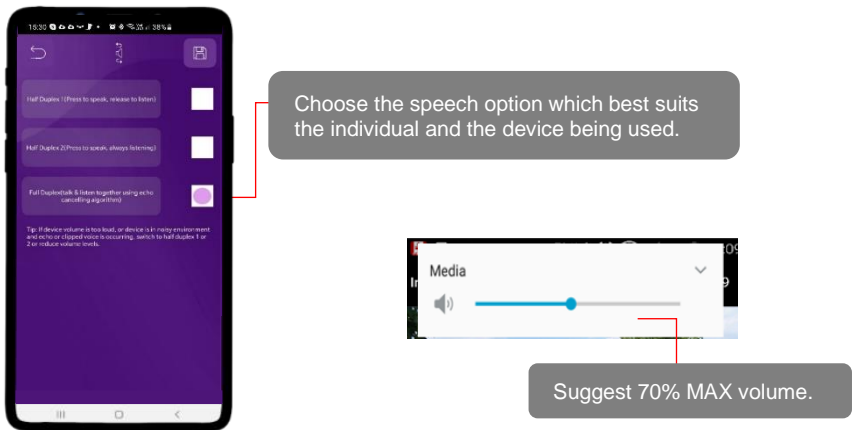 15:30 38%
Half Duplex 1(Press to speak, release to listen)
Half Duplex 2(Press to speak, always listening)
Full Duplex(talk & listen together using echo
cancelling algorithm)
Tip: If device volume is too loud, or device is in noisy environment
and echo or clipped voice is occurring, switch to half duplex 1 or
2 or reduce volume levels.
Choose the speech option which best suits
the individual and the device being used.
Media
Suggest 70% MAX volume.